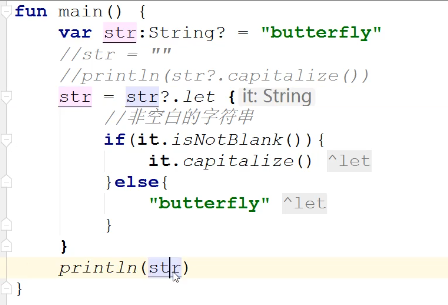 fun main() {
    var str:String? = "butterfly"
    //str = ""
    //println(str?.capitalize())
    str = str?.let { it: String
        //非空白的字符串
        if(it.isNotBlank()){
            it.capitalize() ^let
        }else{
            "butterfly" ^let
        }
    }
    println(str)
}